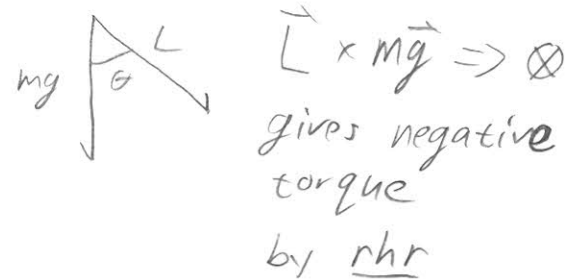 mg θ L
L⃗ × mg⃗ ⇒ ⊗
gives negative
torque
by rhr